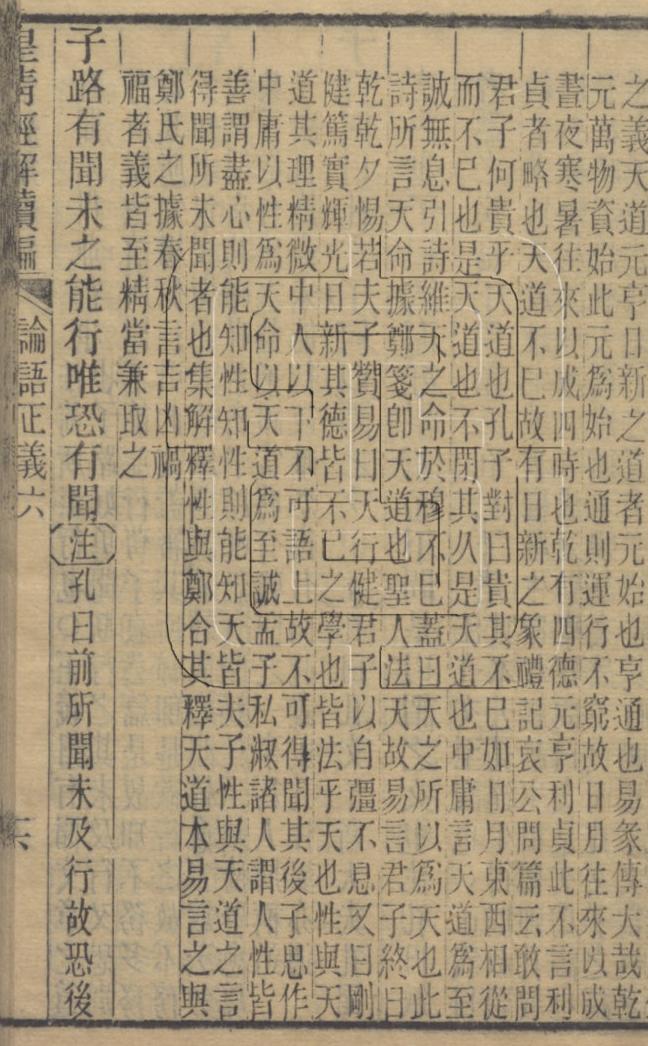 之義天道元亨日新之道者元始也亨通也易彖傳大哉乾
元萬物資始此元爲始也通則運行不窮故日月往來以成
晝夜寒暑往來以成四時也乾有四德元亨利貞此不言利
貞者略也天道不已故有日新之象禮記哀公問篇云敢問
君子何貴乎天道也孔子對曰貴其不已如日月東西相從
而不已也是天道也不閉其久是天道也中庸言天道爲至
誠無息引詩維天之命於穆不已蓋曰天之所以爲天也此
詩所言天命據鄭箋卽天道也聖人法天故易言君子終日
乾乾夕惕若夫子贊易曰天行健君子以自彊不息又曰剛
健篤實輝光日新其德皆不已之學也皆法乎天也性與天
道其理精微中人以下不可語上故不可得聞其後子思作
中庸以性爲天命以天道爲至誠孟子私淑諸人謂人性皆
善謂盡心則能知性知性則能知天皆夫子性與天道之言
得聞所未聞者也集解釋性與鄭合其釋天道本易言之與
鄭氏之據春秋言吉凶禍
福者義皆至精當兼取之
子路有聞未之能行唯恐有聞注孔曰前所聞未及行故恐後
皇清經解續編 論語正義六